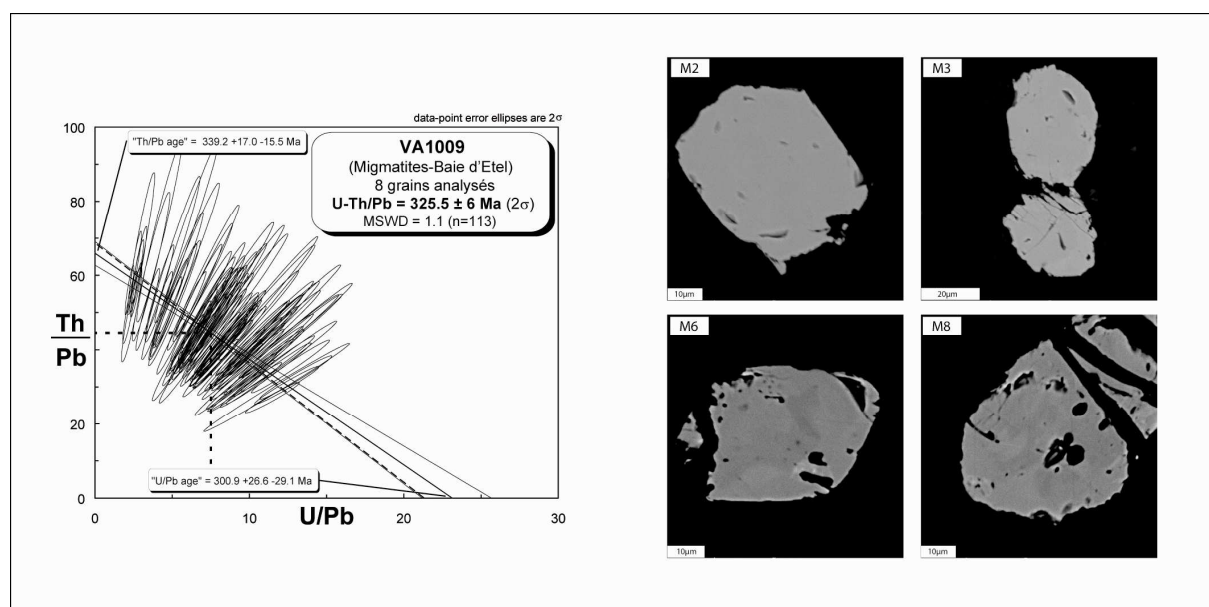 data-point error ellipses are 2σ
100
80
60
40
20
0
Th
Pb
"Th/Pb age" = 339.2 +17.0 -15.5 Ma
VA1009
(Migmatites-Baie d'Etel)
8 grains analysés
U-Th/Pb = 325.5 ± 6 Ma (2σ)
MSWD = 1.1 (n=113)
"U/Pb age" = 300.9 +26.6 -29.1 Ma
0
10
20
30
U/Pb
M2
10µm
M3
20µm
M6
10µm
M8
10µm